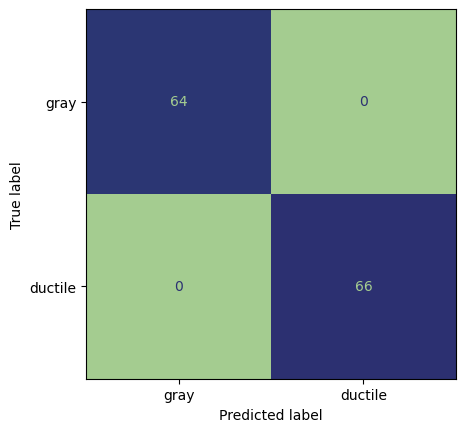 True label
gray
64
0
ductile
0
66
gray
ductile
Predicted label